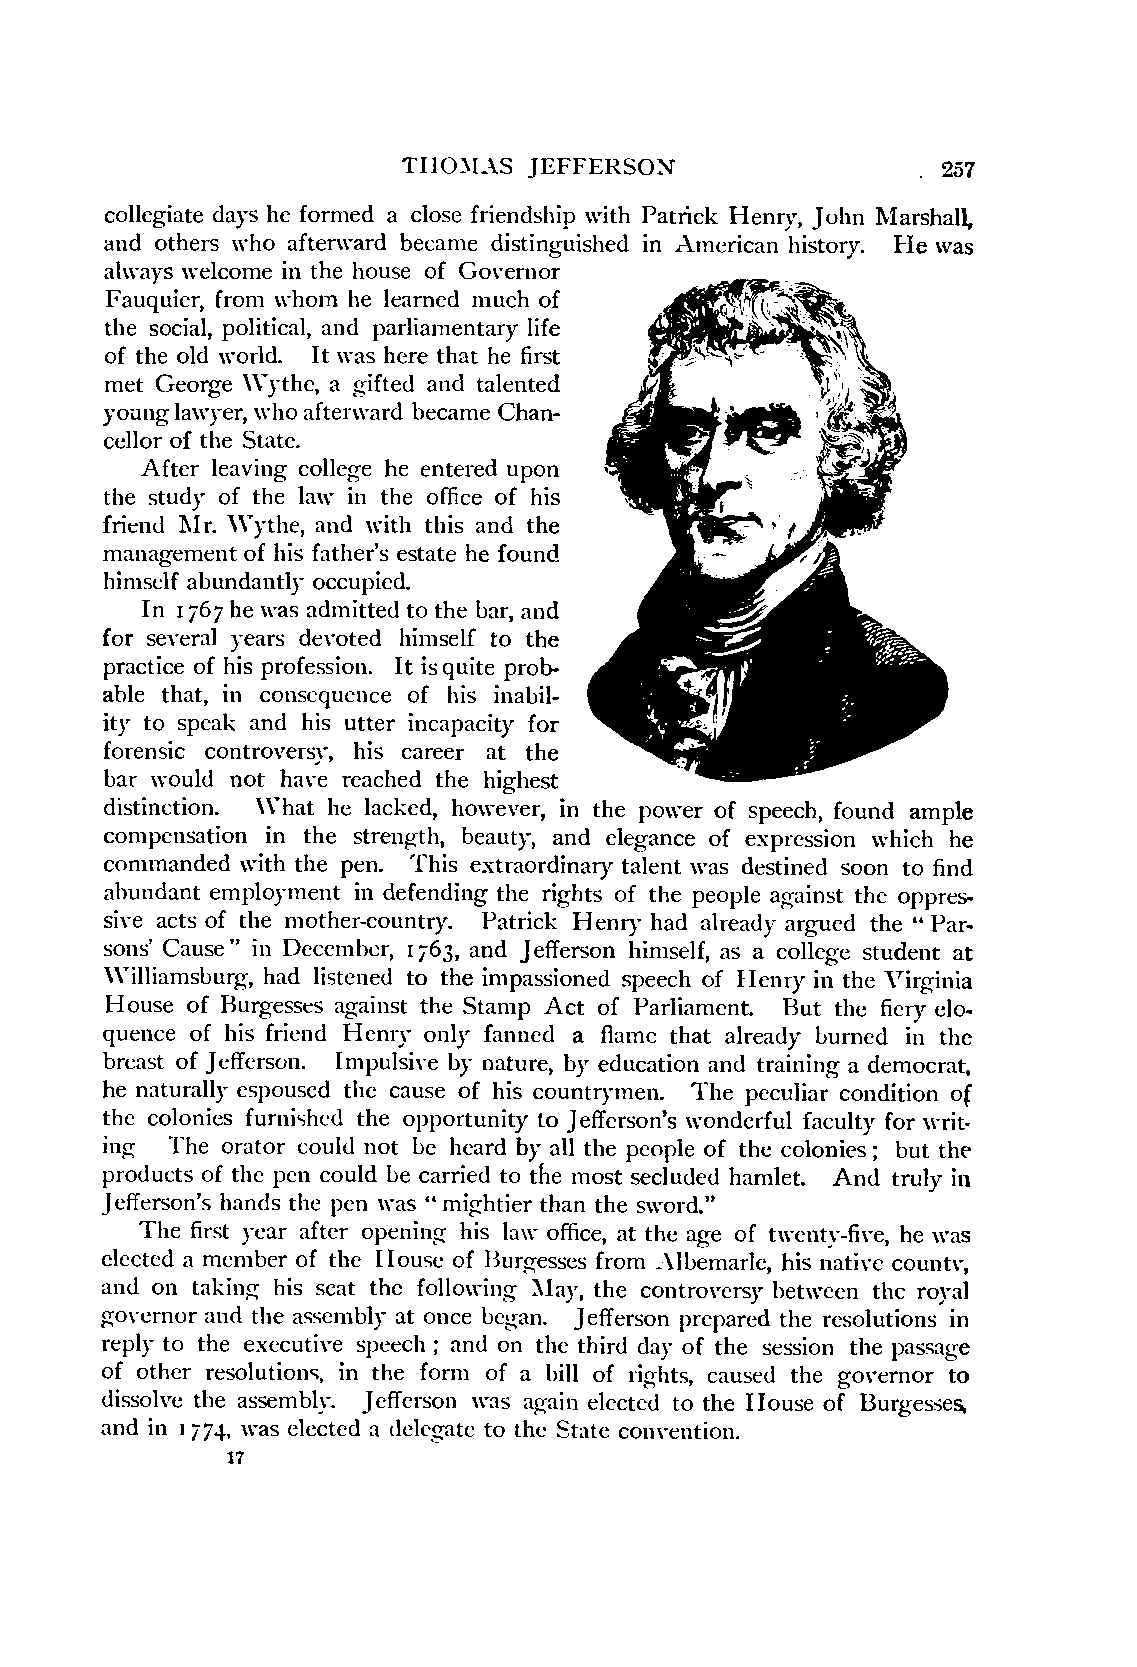 THOMAS JEFFERSON . 257
collegiate days he formed a close friendship with Patrick Henry, John Marshall,
and others who afterward became distinguished in American history. He was
always welcome in the house of Governor
Fauquier, from whom he learned much of
the social, political, and parliamentary life
of the old world. It was here that he first
met George Wythe, a gifted and talented
young lawyer, who afterward became Chan-
cellor of the State.
After leaving college he entered upon
the study of the law in the office of his
friend Mr. Wythe, and with this and the
management of his father's estate he found
himself abundantly occupied.
In 1767 he was admitted to the bar, and
for several years devoted himself to the
practice of his profession. It is quite prob-
able that, in consequence of his inabil-
ity to speak and his utter incapacity for
forensic controversy, his career at the
bar would not have reached the highest
distinction. What he lacked, however, in the power of speech, found ample
compensation in the strength, beauty, and elegance of expression which he
commanded with the pen. This extraordinary talent was destined soon to find
abundant employment in defending the rights of the people against the oppres-
sive acts of the mother-country. Patrick Henry had already argued the "Par-
sons' Cause" in December, 1763, and Jefferson himself, as a college student at
Williamsburg, had listened to the impassioned speech of Henry in the Virginia
House of Burgesses against the Stamp Act of Parliament. But the fiery elo-
quence of his friend Henry only fanned a flame that already burned in the
breast of Jefferson. Impulsive by nature, by education and training a democrat,
he naturally espoused the cause of his countrymen. The peculiar condition of
the colonies furnished the opportunity to Jefferson's wonderful faculty for writ-
ing The orator could not be heard by all the people of the colonies; but the
products of the pen could be carried to the most secluded hamlet. And truly in
Jefferson's hands the pen was "mightier than the sword."
The first year after opening his law office, at the age of twenty-five, he was
elected a member of the House of Burgesses from Albemarle, his native county,
and on taking his seat the following May, the controversy between the royal
governor and the assembly at once began. Jefferson prepared the resolutions in
reply to the executive speech; and on the third day of the session the passage
of other resolutions, in the form of a bill of rights, caused the governor to
dissolve the assembly. Jefferson was again elected to the House of Burgesses,
and in 1774, was elected a delegate to the State convention.
17